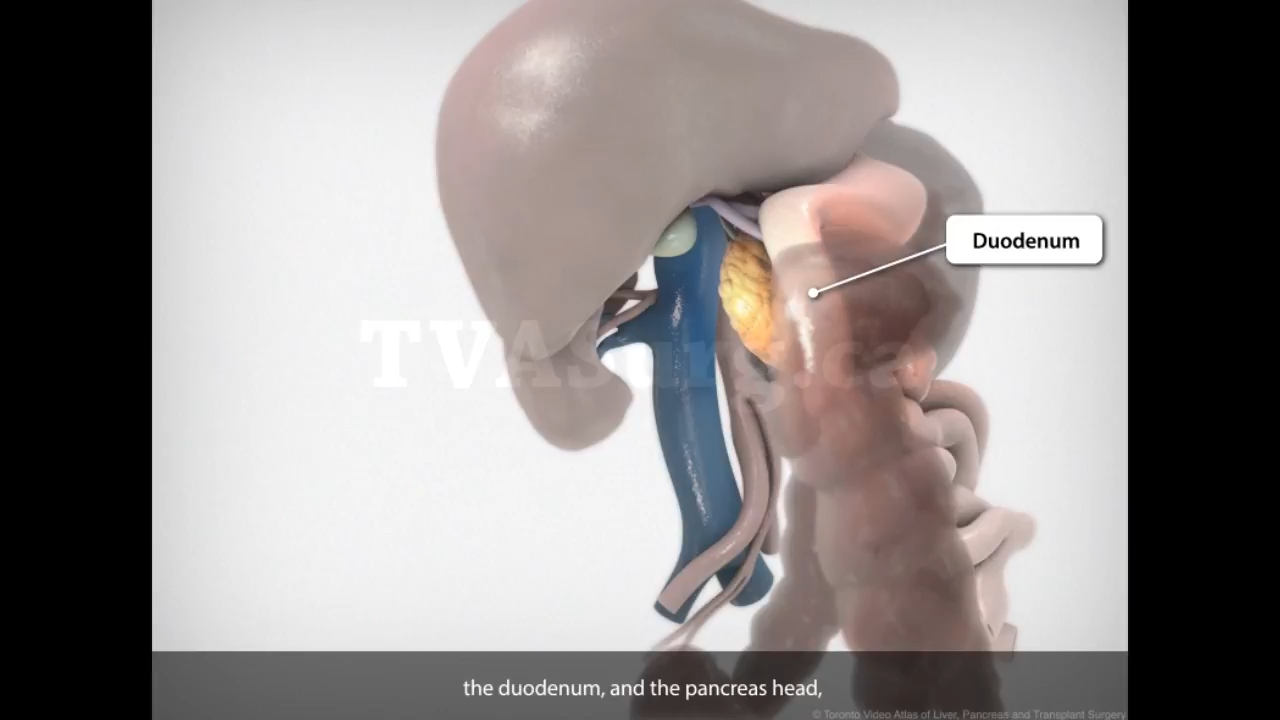 Duodenum
TVASurg.ca
the duodenum, and the pancreas head,
© Toronto Video Atlas of Liver, Pancreas and Transplant Surgery